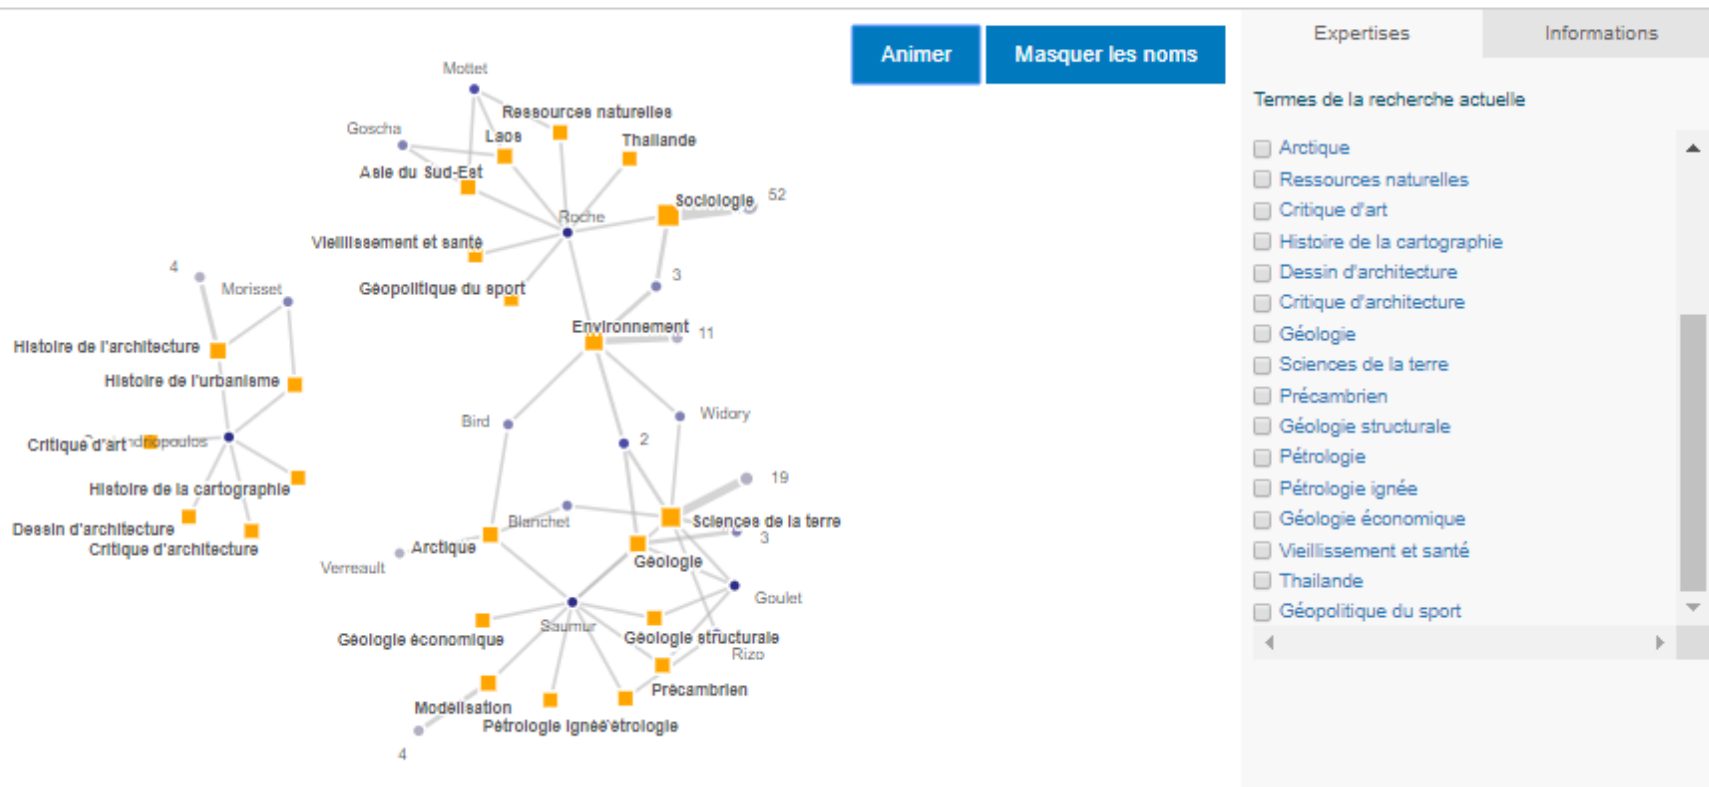 Animer
Masquer les noms
Expertises
Informations
Termes de la recherche actuelle
Arctique
Ressources naturelles
Critique d'art
Histoire de la cartographie
Dessin d'architecture
Critique d'architecture
Géologie
Sciences de la terre
Précambrien
Géologie structurale
Pétrologie
Pétrologie ignée
Géologie économique
Vieillissement et santé
Thailande
Géopolitique du sport
Mottet
Ressources naturelles
Goscha
Laos
Thailande
Asie du Sud-Est
Sociologie
52
Roche
Vieillissement et santé
4
3
Morisset
Géopolitique du sport
Environnement
11
Histoire de l'architecture
Histoire de l'urbanisme
Bird
Widory
Critique d'art
2
19
Histoire de la cartographie
Dessin d'architecture
Critique d'architecture
Blanchet
Sciences de la terre
3
Arctique
Verreault
Géologie
Goulet
Géologie économique
Saumur
Géologie structurale
Rizo
Précambrien
Modélisation
Pétrologie ignée
4